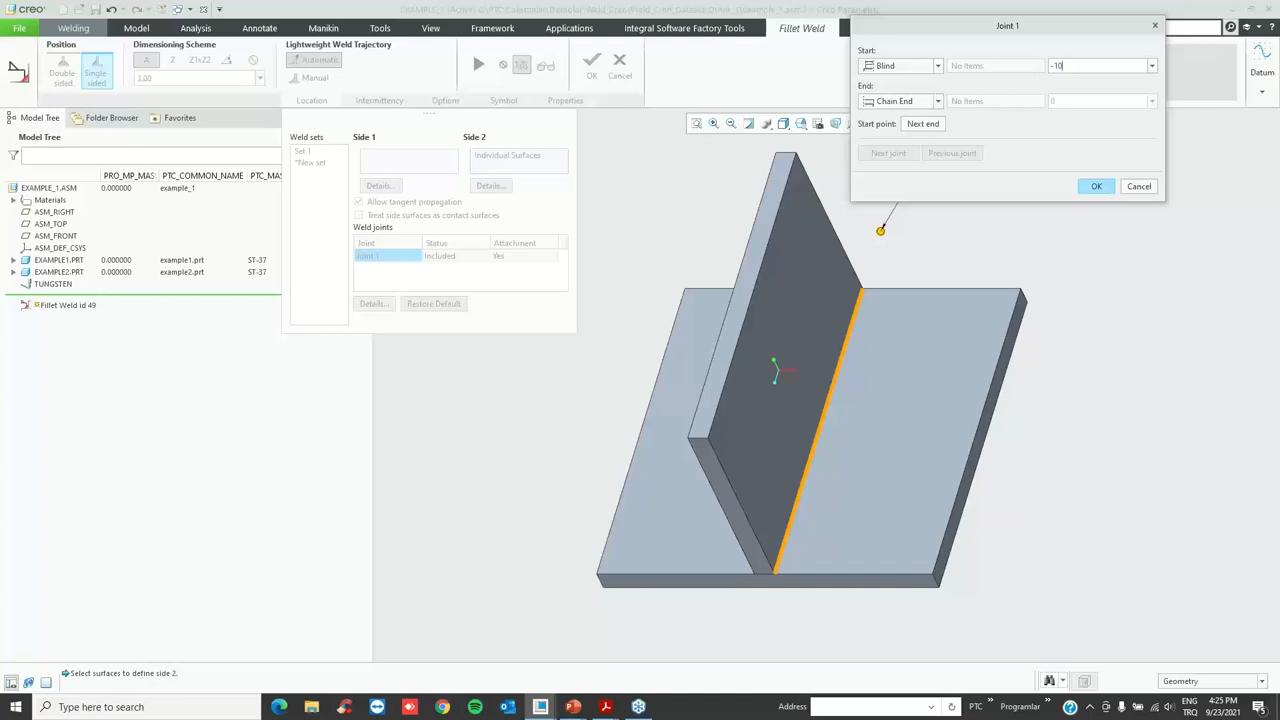 creo
File
Welding
Model
Analysis
Annotate
Manikin
Tools
View
Framework
Applications
Integral Software Factory Tools
Fillet Weld
Position
Double sided
Single sided
Dimensioning Scheme
A
Z
Z1xZ2
3.00
Lightweight Weld Trajectory
Automatic
Manual
OK
Cancel
Location
Intermittency
Options
Symbol
Properties
Datum
Model Tree
Folder Browser
Favorites
Model Tree
PRO_MP_MAS
PTC_COMMON_NAME
PTC_MAS
EXAMPLE_1.ASM
0.000000
example_1
Materials
ASM_RIGHT
ASM_TOP
ASM_FRONT
ASM_DEF_CSYS
EXAMPLE1.PRT
0.000000
example1.prt
ST-37
EXAMPLE2.PRT
0.000000
example2.prt
ST-37
TUNGSTEN
Fillet Weld id 49
Weld sets
Set 1
*New set
Side 1
Side 2
Individual Surfaces
Details...
Details...
Allow tangent propagation
Treat side surfaces as contact surfaces
Weld joints
Joint
Status
Attachment
Joint 1
Included
Yes
Details...
Restore Default
Joint 1
Start:
Blind
No Items
-10
End:
Chain End
No Items
0
Start point:
Next end
Next joint
Previous joint
OK
Cancel
Select surfaces to define side 2.
Geometry
Type here to search
Address
PTC
Programlar
4:25 PM
TRQ
9/23/2021